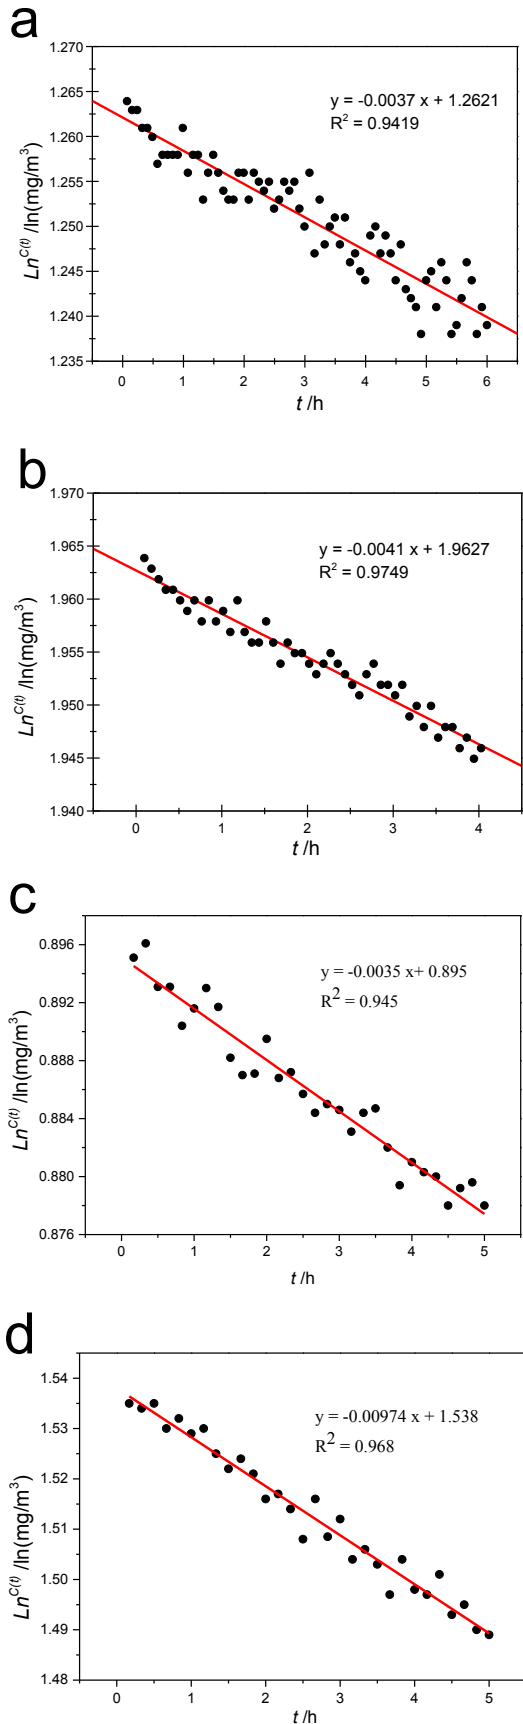 a
1.270
1.265
1.260
1.255
1.250
1.245
1.240
1.235
Ln^{C(t)} /ln(mg/m³)
y = -0.0037 x + 1.2621
R² = 0.9419
0 1 2 3 4 5 6
t /h
b
1.970
1.965
1.960
1.955
1.950
1.945
1.940
Ln^{C(t)} /ln(mg/m³)
y = -0.0041 x + 1.9627
R² = 0.9749
0 1 2 3 4
t /h
c
0.896
0.892
0.888
0.884
0.880
0.876
Ln^{C(t)} /ln(mg/m³)
y = -0.0035 x+ 0.895
R² = 0.945
0 1 2 3 4 5
t /h
d
1.54
1.53
1.52
1.51
1.50
1.49
1.48
Ln^{C(t)} /ln(mg/m³)
y = -0.00974 x + 1.538
R² = 0.968
0 1 2 3 4 5
t /h